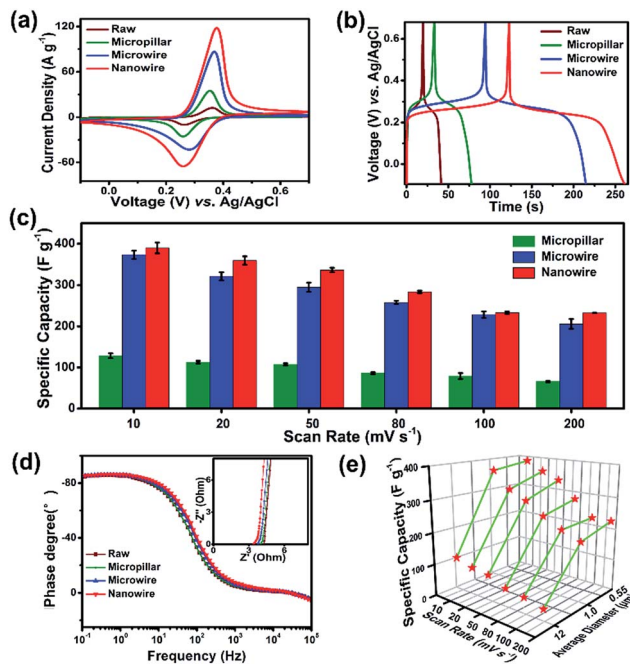 (a)
Current Density (A g⁻¹)
120
60
0
-60
Raw
Micropillar
Microwire
Nanowire
0.0 0.2 0.4 0.6
Voltage (V) vs. Ag/AgCl
(b)
Voltage (V) vs. Ag/AgCl
0.6
0.4
0.2
0.0
Raw
Micropillar
Microwire
Nanowire
0 50 100 150 200 250
Time (s)
(c)
Specific Capacity (F g⁻¹)
400
300
200
100
0
Micropillar
Microwire
Nanowire
10 20 50 80 100 200
Scan Rate (mV s⁻¹)
(d)
Phase degree(°)
-80
-40
0
Raw
Micropillar
Microwire
Nanowire
-Z'' (Ohm)
-6
-4
-2
0
0 3 6
Z' (Ohm)
10⁻¹ 10⁰ 10¹ 10² 10³ 10⁴ 10⁵
Frequency (Hz)
(e)
Specific Capacity (F g⁻¹)
400
300
200
100
0
10 20 50 80 100 200
Scan Rate (mV s⁻¹)
12 1.0 0.55
Average Diameter (μm)